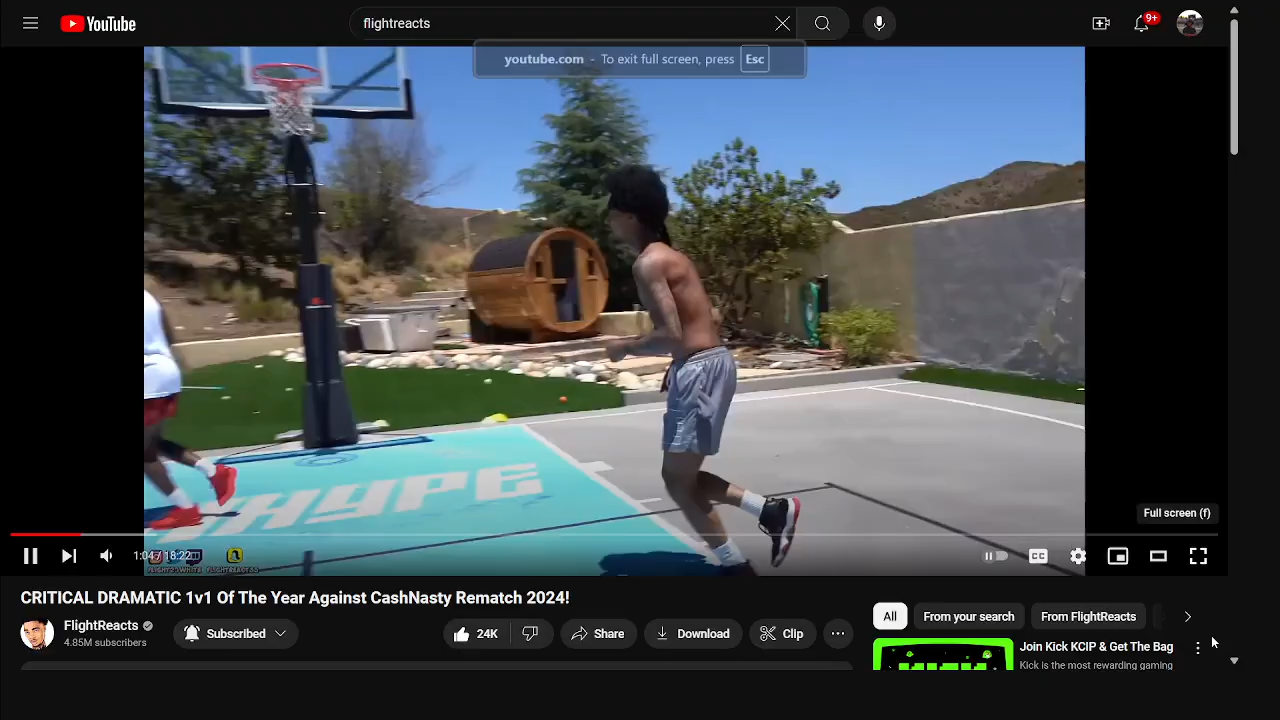 YouTube
flightreacts
9+
youtube.com - To exit full screen, press Esc
HYPE
Full screen (f)
1:04 / 18:22
CC
CRITICAL DRAMATIC 1v1 Of The Year Against CashNasty Rematch 2024!
FlightReacts
4.85M subscribers
Subscribed
24K
Share
Download
Clip
All
From your search
From FlightReacts
Join Kick KCIP & Get The Bag
Kick is the most rewarding gaming